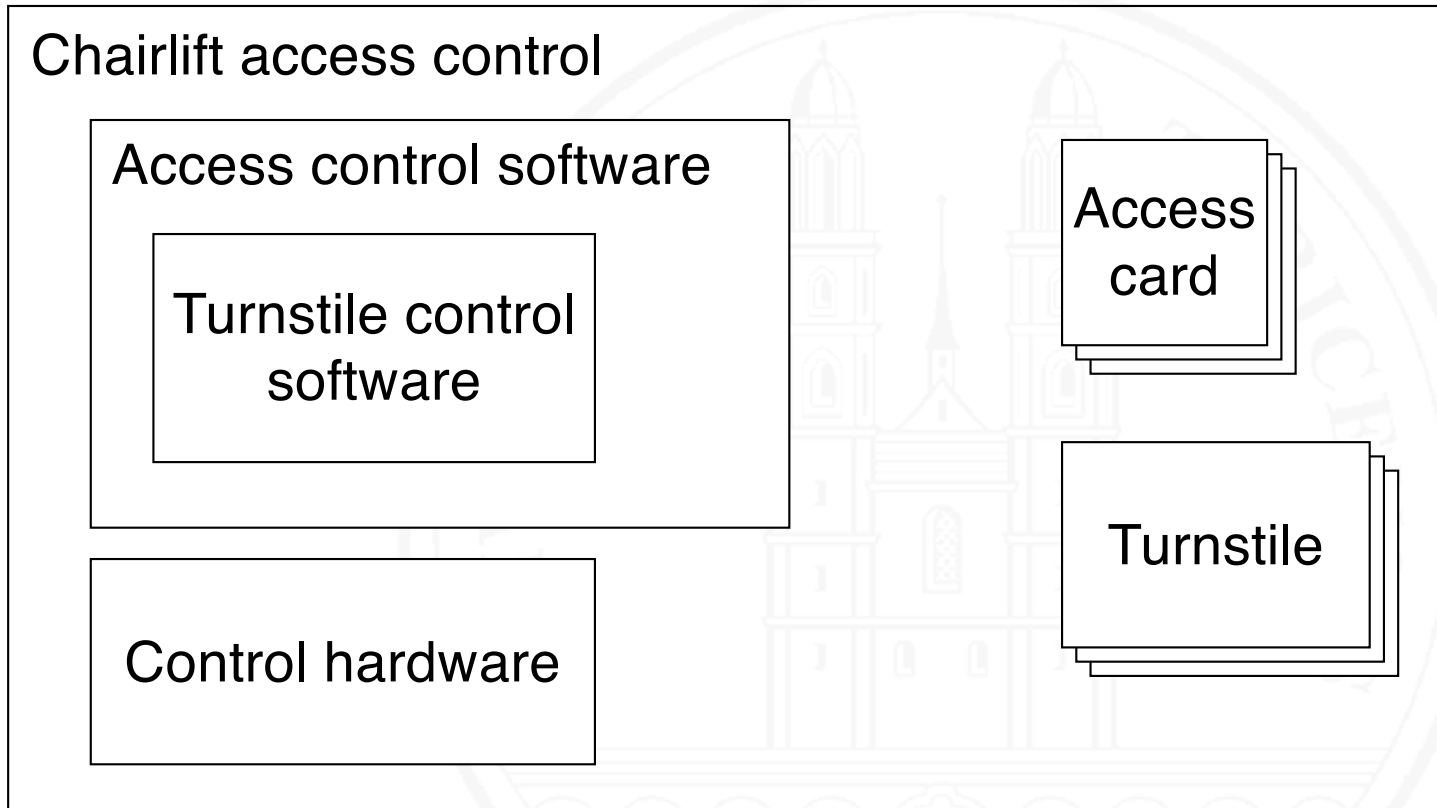 Chairlift access control
Access control software
Turnstile control
software
Control hardware
Access
card
Turnstile